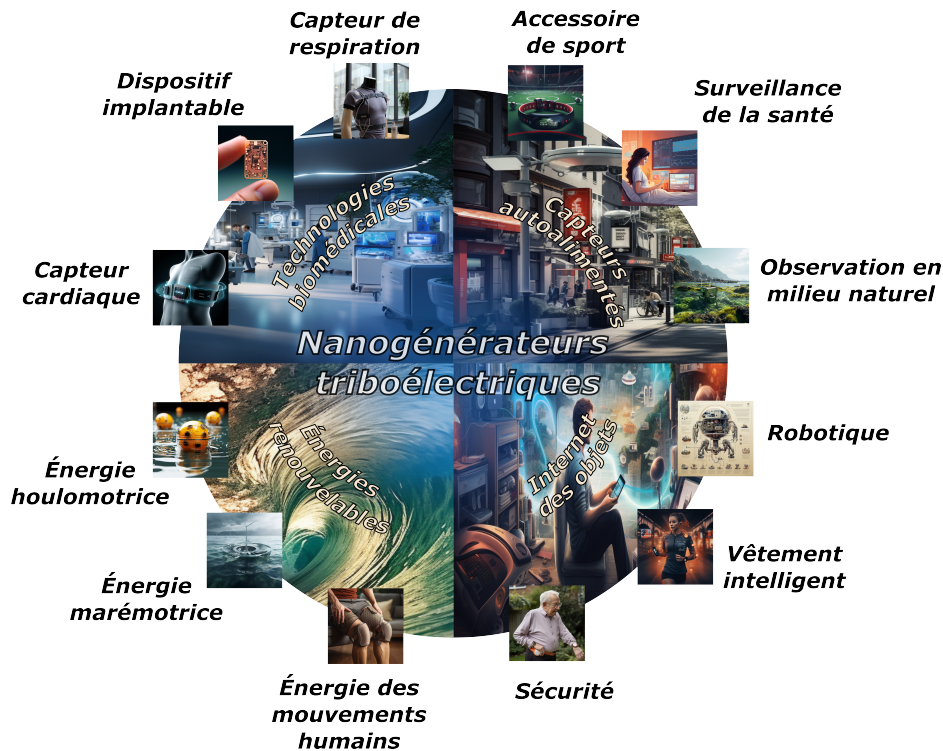 Capteur de
respiration
Accessoire
de sport
Dispositif
implantable
Surveillance
de la santé
Technologies
biomédicales
Capteurs
autoalimentés
Capteur
cardiaque
Observation en
milieu naturel
Nanogénérateurs
triboélectriques
Énergies
renouvelables
Internet
des objets
Énergie
houlomotrice
Robotique
Énergie
marémotrice
Vêtement
intelligent
Énergie des
mouvements
humains
Sécurité